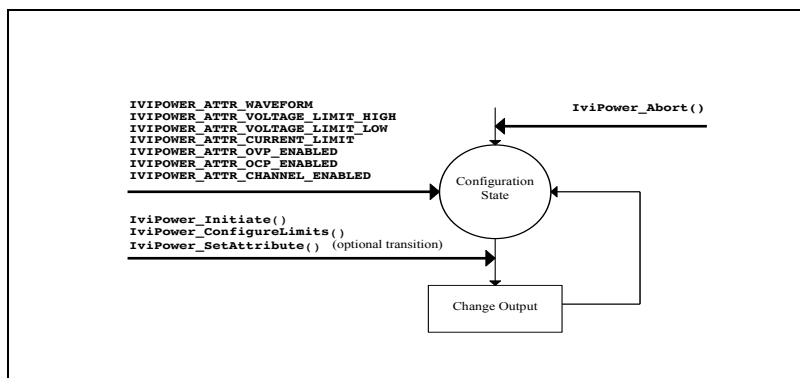 IVIPOWER_ATTR_WAVEFORM
IVIPOWER_ATTR_VOLTAGE_LIMIT_HIGH
IVIPOWER_ATTR_VOLTAGE_LIMIT_LOW
IVIPOWER_ATTR_CURRENT_LIMIT
IVIPOWER_ATTR_OVP_ENABLED
IVIPOWER_ATTR_OCP_ENABLED
IVIPOWER_ATTR_CHANNEL_ENABLED
IviPower_Abort()
Configuration
State
IviPower_Initiate()
IviPower_ConfigureLimits()
IviPower_SetAttribute() (optional transition)
Change Output